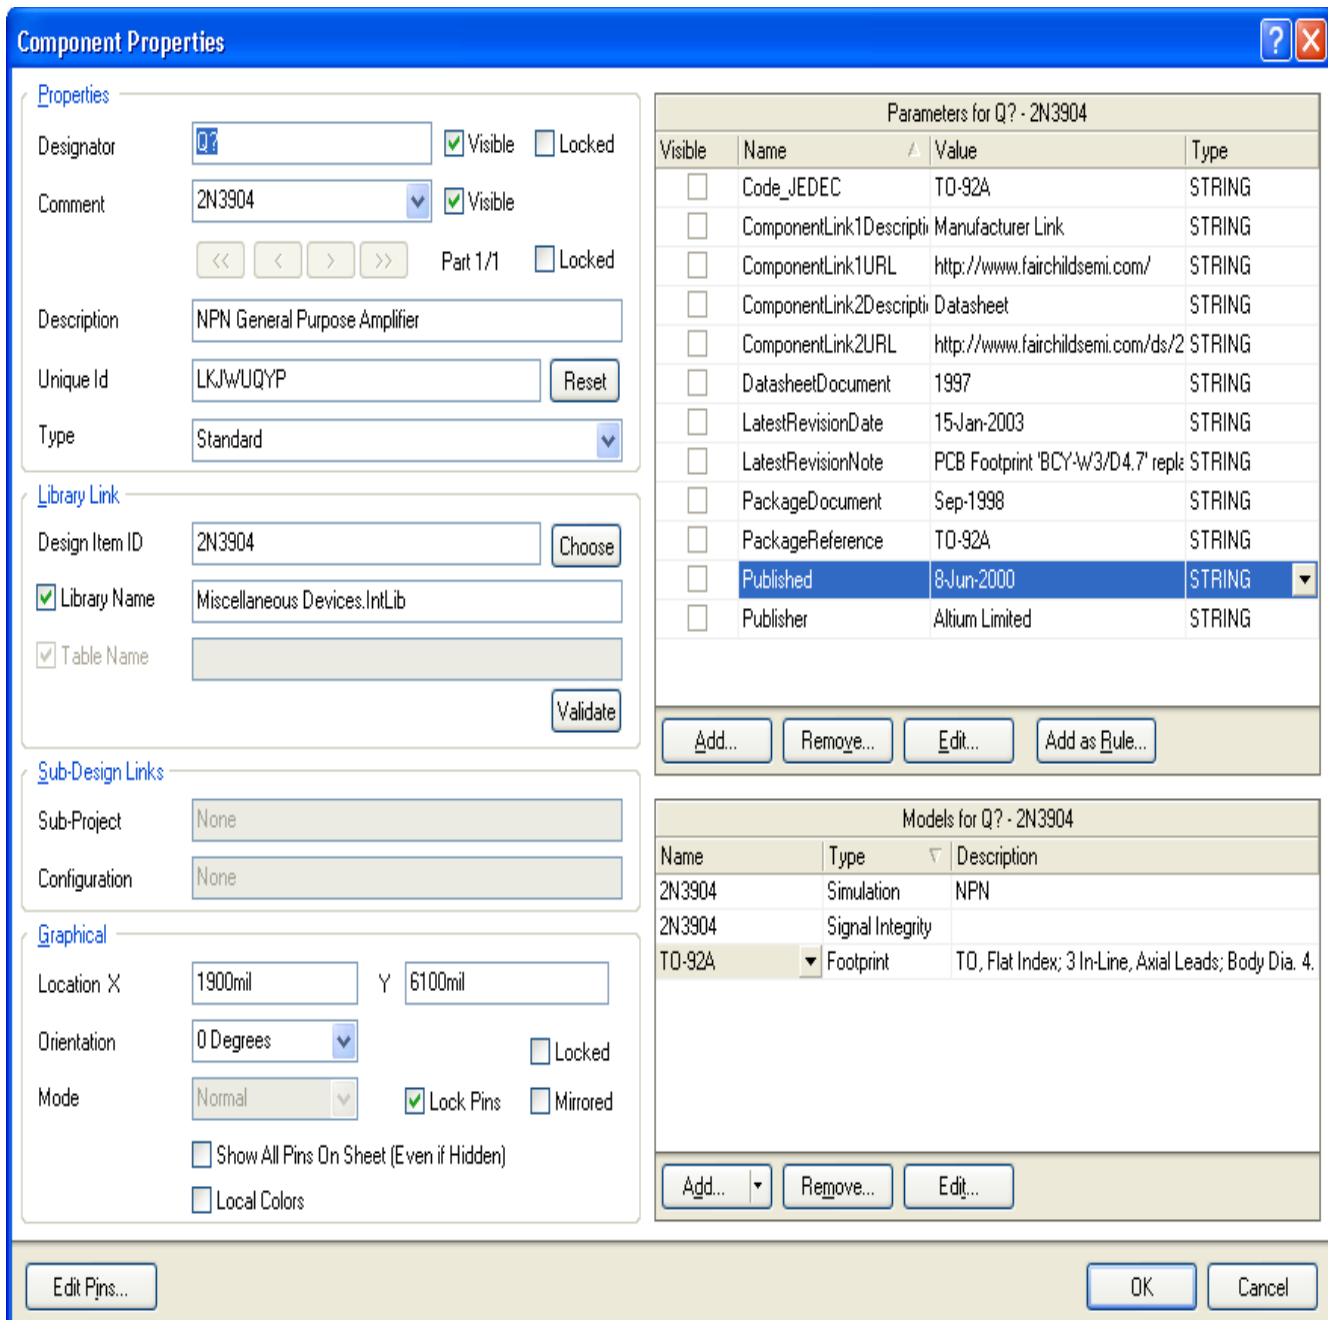 Component Properties
Properties
Designator Q? Visible Locked
Comment 2N3904 Visible
<< < > >> Part 1/1 Locked
Description NPN General Purpose Amplifier
Unique Id LKJWUQYP Reset
Type Standard
Library Link
Design Item ID 2N3904 Choose
Library Name Miscellaneous Devices.IntLib
Table Name
Validate
Sub-Design Links
Sub-Project None
Configuration None
Graphical
Location X 1900mil Y 6100mil
Orientation 0 Degrees Locked
Mode Normal Lock Pins Mirrored
Show All Pins On Sheet (Even if Hidden)
Local Colors
Parameters for Q? - 2N3904
Visible Name Value Type
Code_JEDEC TO-92A STRING
ComponentLink1Descripti Manufacturer Link STRING
ComponentLink1URL http://www.fairchildsemi.com/ STRING
ComponentLink2Descripti Datasheet STRING
ComponentLink2URL http://www.fairchildsemi.com/ds/2 STRING
DatasheetDocument 1997 STRING
LatestRevisionDate 15-Jan-2003 STRING
LatestRevisionNote PCB Footprint 'BCY-W3/D4.7' repla STRING
PackageDocument Sep-1998 STRING
PackageReference TO-92A STRING
Published 8-Jun-2000 STRING
Publisher Altium Limited STRING
Add... Remove... Edit... Add as Rule...
Models for Q? - 2N3904
Name Type Description
2N3904 Simulation NPN
2N3904 Signal Integrity
TO-92A Footprint TO, Flat Index; 3 In-Line, Axial Leads; Body Dia. 4.
Add... Remove... Edit...
Edit Pins... OK Cancel